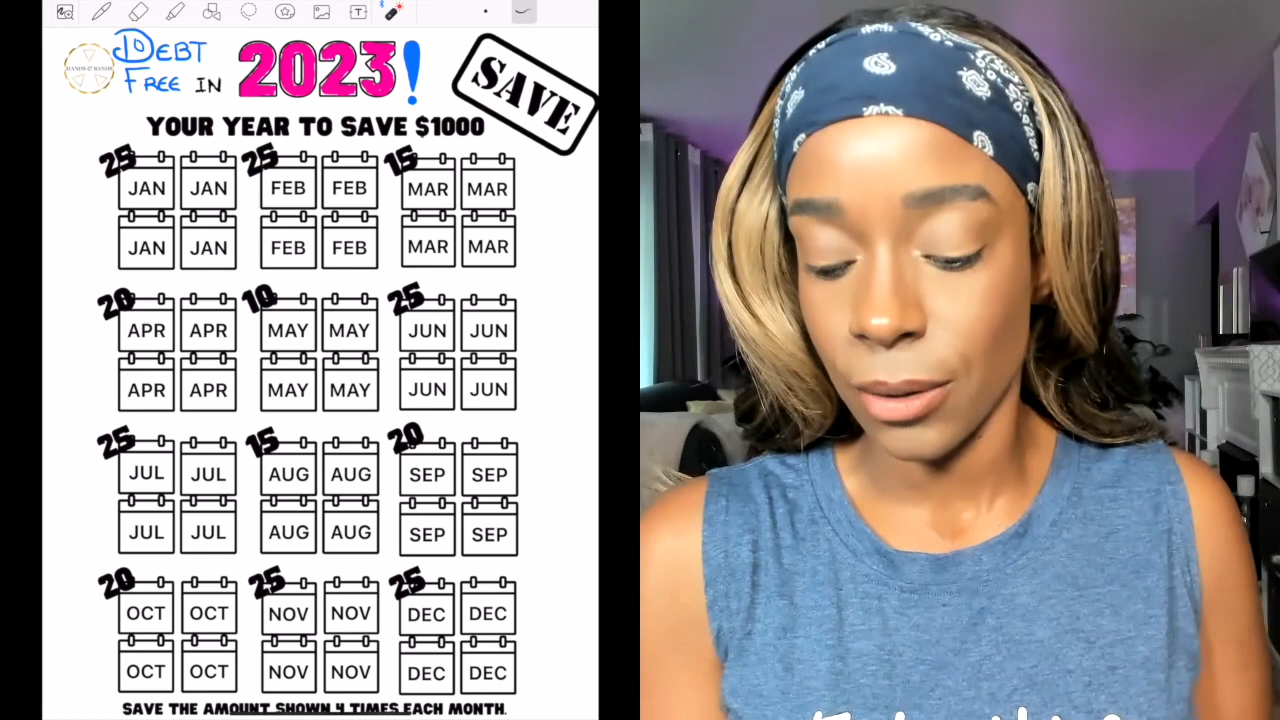 DEBT
FREE IN 2023!
HANDS & BANDS
SAVE
YOUR YEAR TO SAVE $1000
25 25 15
JAN JAN FEB FEB MAR MAR
JAN JAN FEB FEB MAR MAR
20 10 25
APR APR MAY MAY JUN JUN
APR APR MAY MAY JUN JUN
25 15 20
JUL JUL AUG AUG SEP SEP
JUL JUL AUG AUG SEP SEP
20 25 25
OCT OCT NOV NOV DEC DEC
OCT OCT NOV NOV DEC DEC
SAVE THE AMOUNT SHOWN 4 TIMES EACH MONTH.